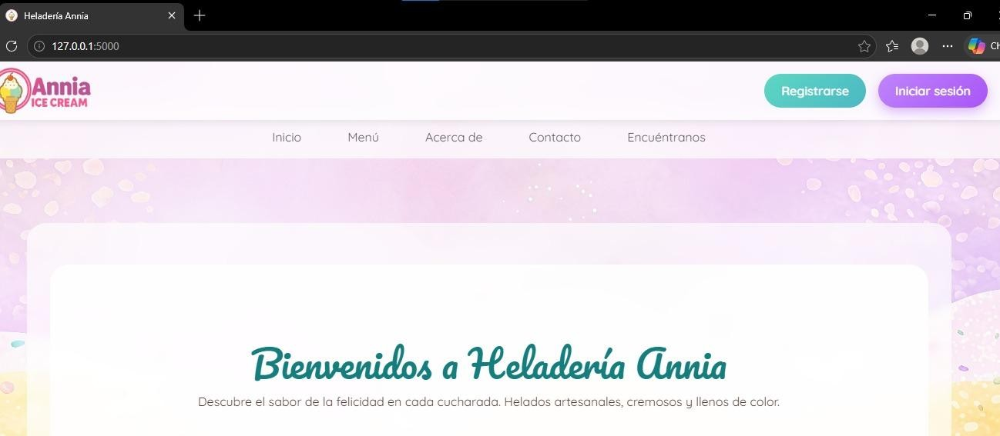 Heladería Annia
127.0.0.1:5000
Annia
ICE CREAM
Registrarse
Iniciar sesión
Inicio
Menú
Acerca de
Contacto
Encuéntranos
Bienvenidos a Heladería Annia
Descubre el sabor de la felicidad en cada cucharada. Helados artesanales, cremosos y llenos de color.